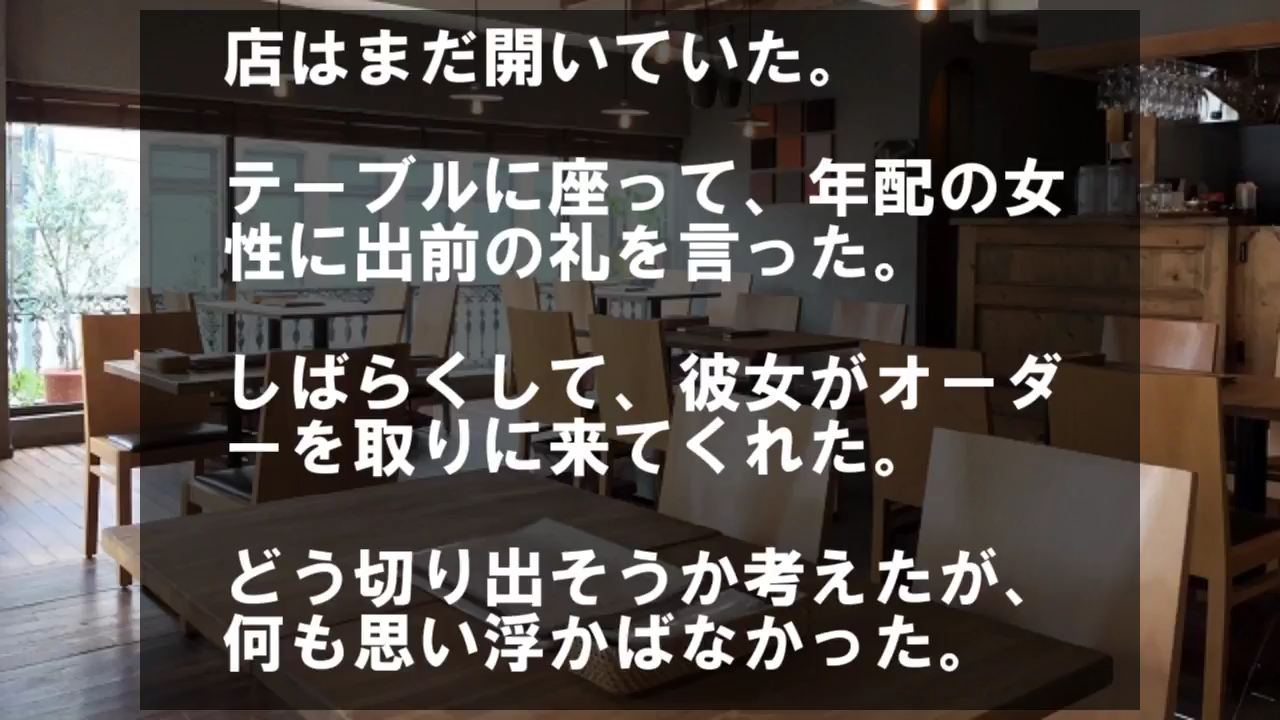 店はまだ開いていた。
テーブルに座って、年配の女
性に出前の礼を言った。
しばらくして、彼女がオーダ
ーを取りに来てくれた。
どう切り出そうか考えたが、
何も思い浮かばなかった。